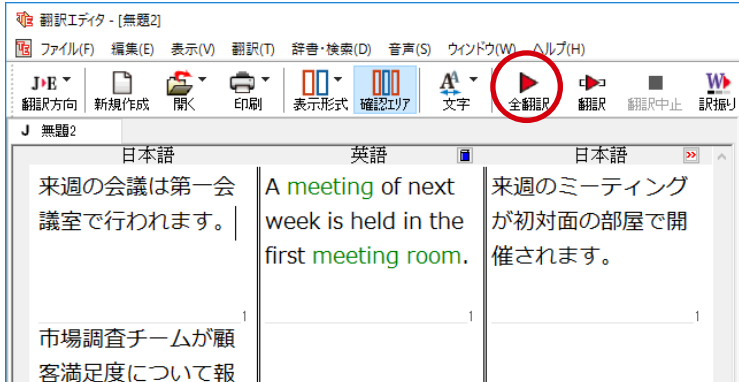 翻訳エディタ - [無題2]
ファイル(F) 編集(E) 表示(V) 翻訳(T) 辞書・検索(D) 音声(S) ウィンドウ(W) ヘルプ(H)
J▶E
翻訳方向 新規作成 開く 印刷 表示形式 確認エリア 文字 全翻訳 翻訳 翻訳中止 訳振り
J 無題2
日本語 英語 日本語
来週の会議は第一会
議室で行われます。
1
A meeting of next
week is held in the
first meeting room.
1
来週のミーティング
が初対面の部屋で開
催されます。
1
市場調査チームが顧
客満足度について報